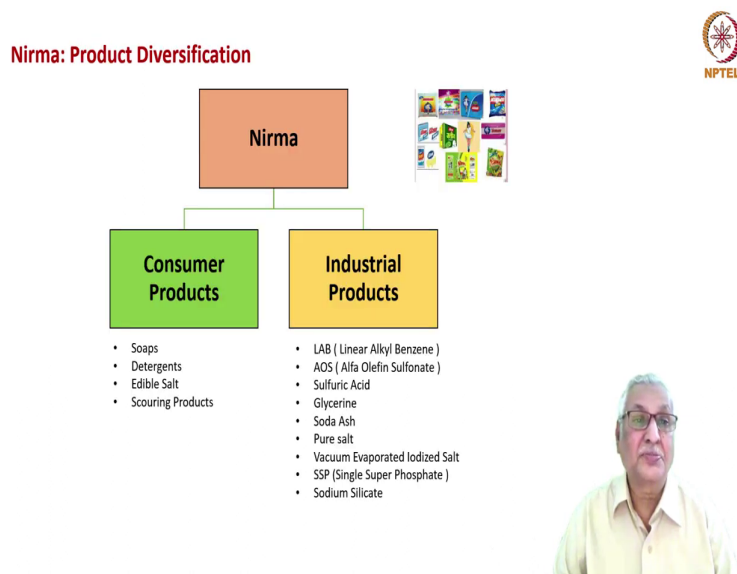 Nirma: Product Diversification
NPTEL
Nirma
Consumer
Products
Industrial
Products
• Soaps
• Detergents
• Edible Salt
• Scouring Products
• LAB ( Linear Alkyl Benzene )
• AOS ( Alfa Olefin Sulfonate )
• Sulfuric Acid
• Glycerine
• Soda Ash
• Pure salt
• Vacuum Evaporated Iodized Salt
• SSP (Single Super Phosphate )
• Sodium Silicate